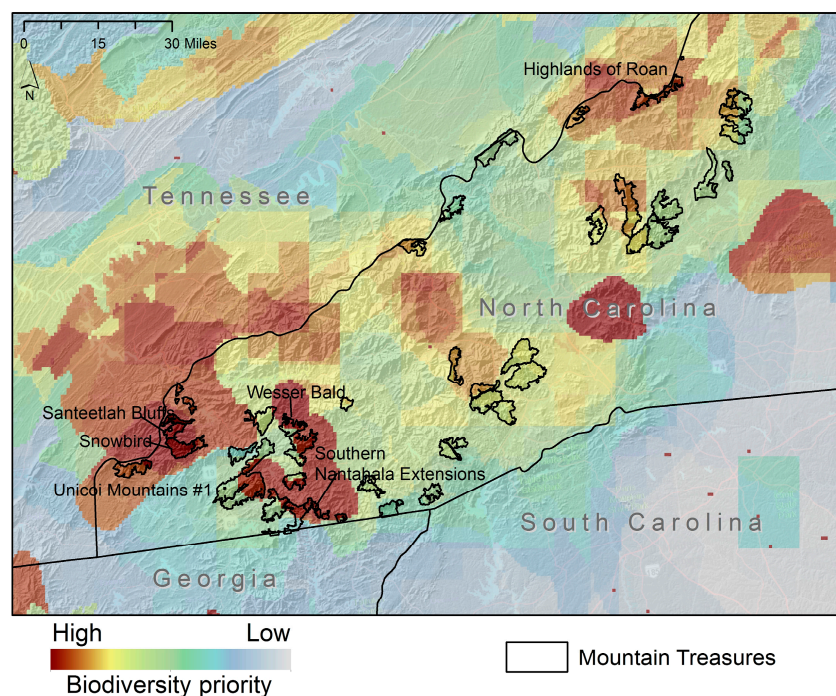 0 15 30 Miles
N
Highlands of Roan
Tennessee
North Carolina
Wesser Bald
Santeetlah Bluffs
Snowbird
Southern
Nantahala Extensions
Unicoi Mountains #1
South Carolina
Georgia
High Low
Biodiversity priority
Mountain Treasures